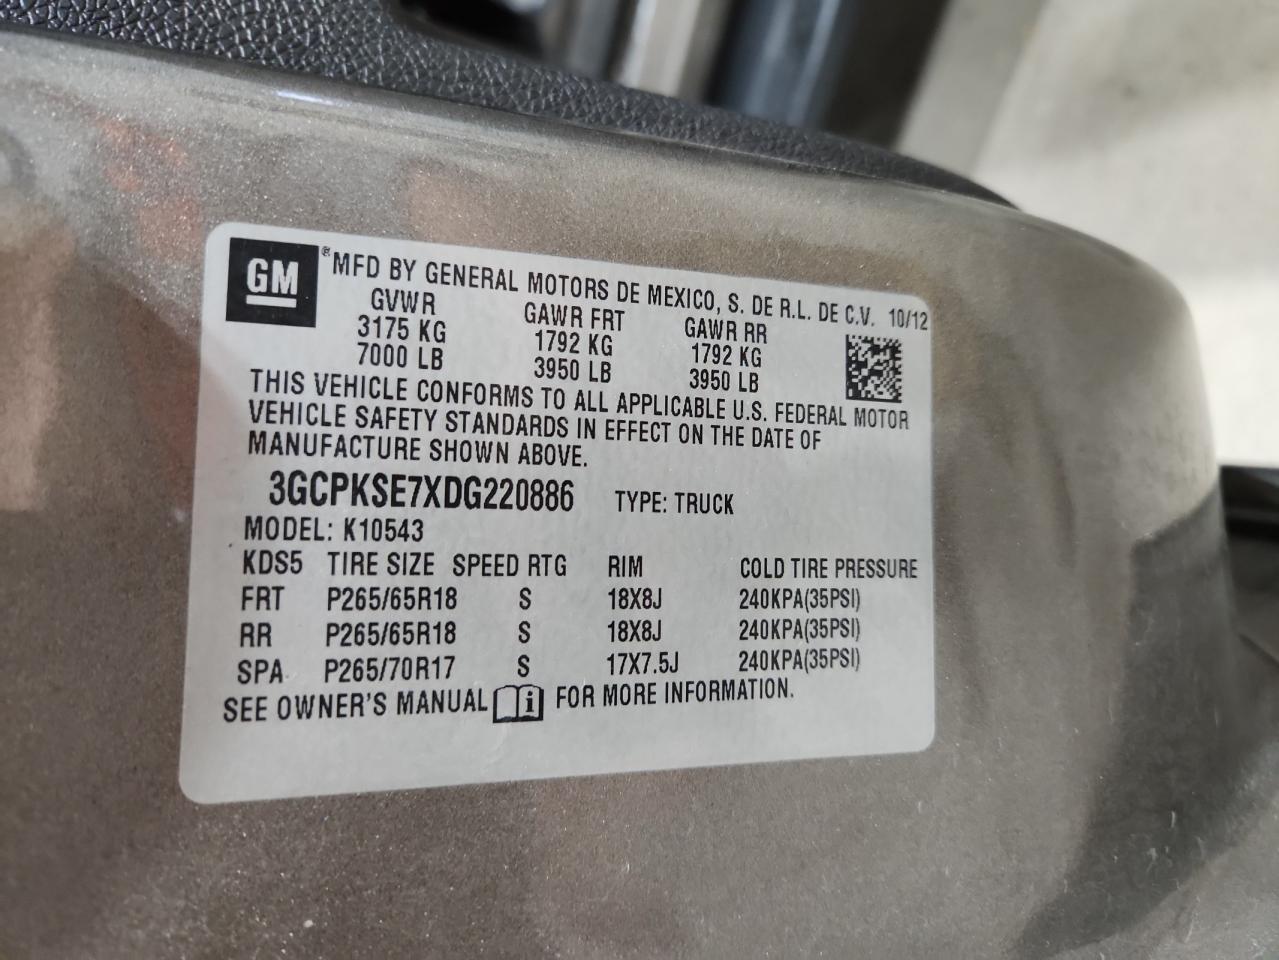 GM ® MFD BY GENERAL MOTORS DE MEXICO, S. DE R.L. DE C.V. 10/12
GVWR GAWR FRT GAWR RR
3175 KG 1792 KG 1792 KG
7000 LB 3950 LB 3950 LB
THIS VEHICLE CONFORMS TO ALL APPLICABLE U.S. FEDERAL MOTOR
VEHICLE SAFETY STANDARDS IN EFFECT ON THE DATE OF
MANUFACTURE SHOWN ABOVE.
3GCPKSE7XDG220886 TYPE: TRUCK
MODEL: K10543
KDS5 TIRE SIZE SPEED RTG RIM COLD TIRE PRESSURE
FRT P265/65R18 S 18X8J 240KPA(35PSI)
RR P265/65R18 S 18X8J 240KPA(35PSI)
SPA P265/70R17 S 17X7.5J 240KPA(35PSI)
SEE OWNER'S MANUAL i FOR MORE INFORMATION.